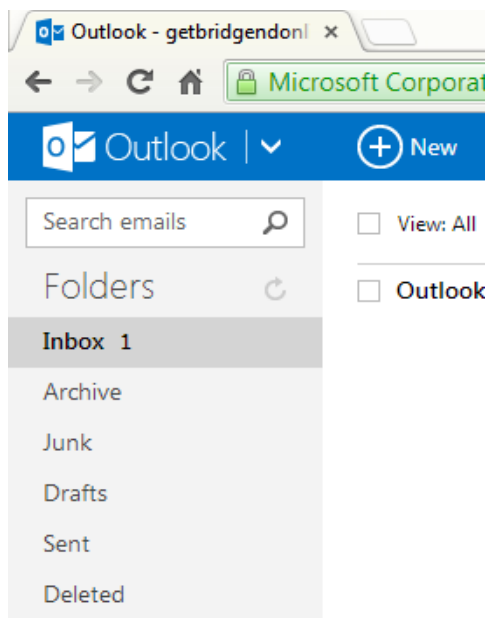 Outlook - getbridgendonl
Microsoft Corporat
Outlook New
Search emails View: All
Folders Outlook
Inbox 1
Archive
Junk
Drafts
Sent
Deleted